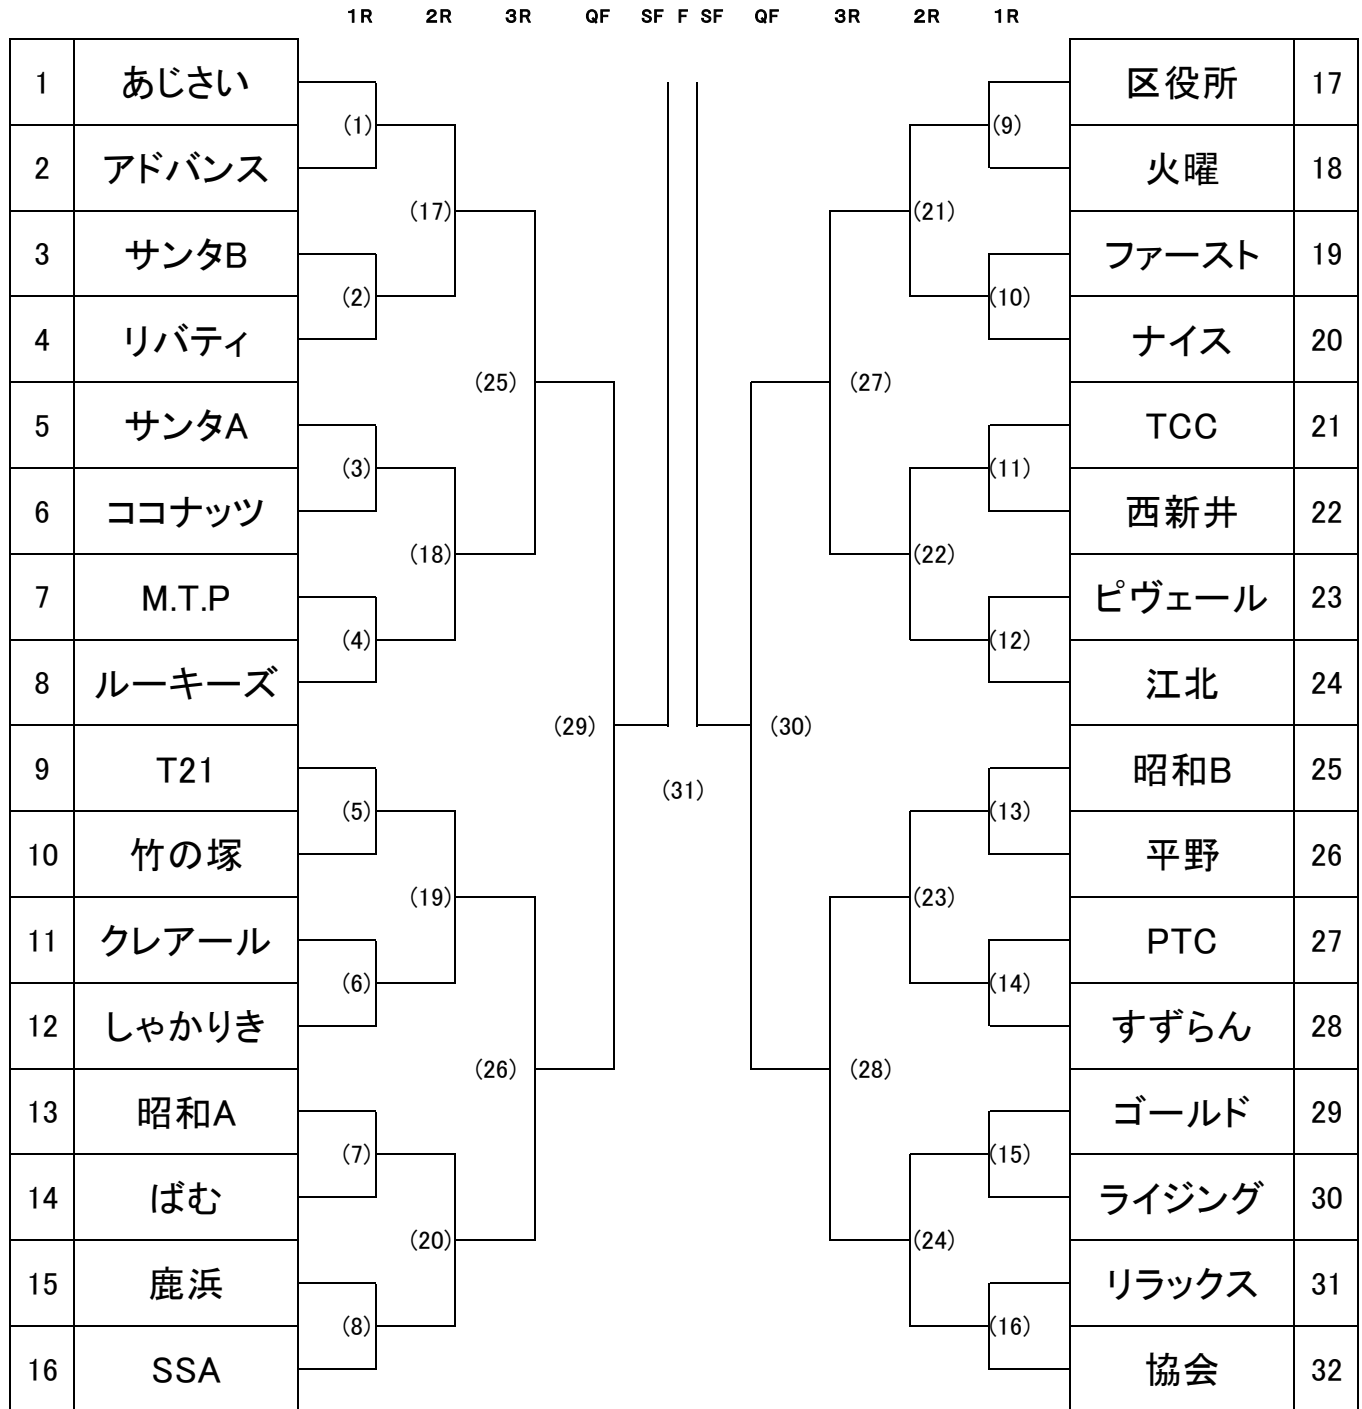 1R 2R 3R QF SF F SF QF 3R 2R 1R
1 あじさい 区役所 17
(1) (9)
2 アドバンス 火曜 18
(17) (21)
3 サンタB ファースト 19
(2) (10)
4 リバティ ナイス 20
(25) (27)
5 サンタA TCC 21
(3) (11)
6 ココナッツ 西新井 22
(18) (22)
7 M.T.P ピヴェール 23
(4) (12)
8 ルーキーズ 江北 24
(29) (30)
9 T21 昭和B 25
(31)
(5) (13)
10 竹の塚 平野 26
(19) (23)
11 クレアール PTC 27
(6) (14)
12 しゃかりき すずらん 28
(26) (28)
13 昭和A ゴールド 29
(7) (15)
14 ばむ ライジング 30
(20) (24)
15 鹿浜 リラックス 31
(8) (16)
16 SSA 協会 32